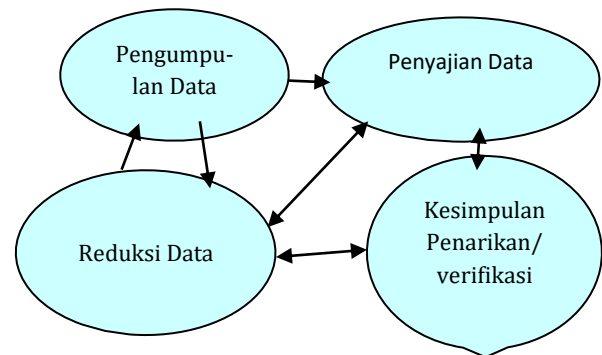 Pengumpu-
lan Data
Penyajian Data
Reduksi Data
Kesimpulan
Penarikan/
verifikasi